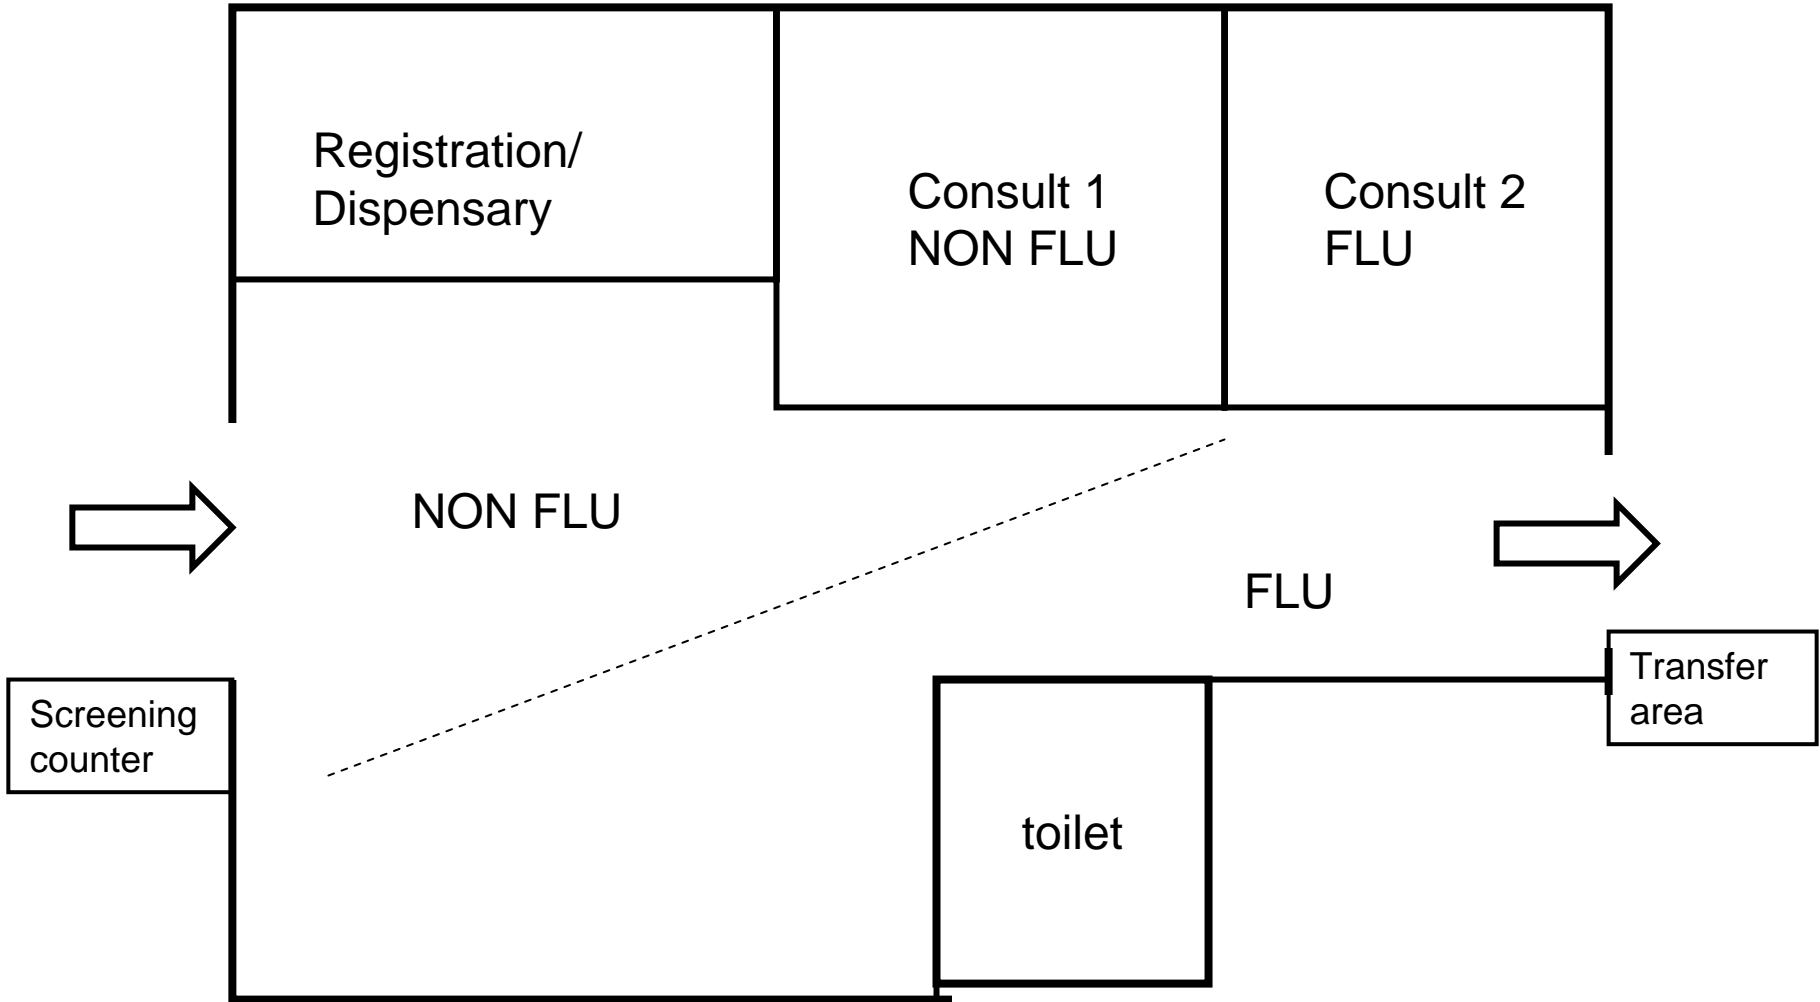 Registration/
Dispensary
Consult 1
NON FLU
Consult 2
FLU
NON FLU
FLU
Screening
counter
Transfer
area
toilet